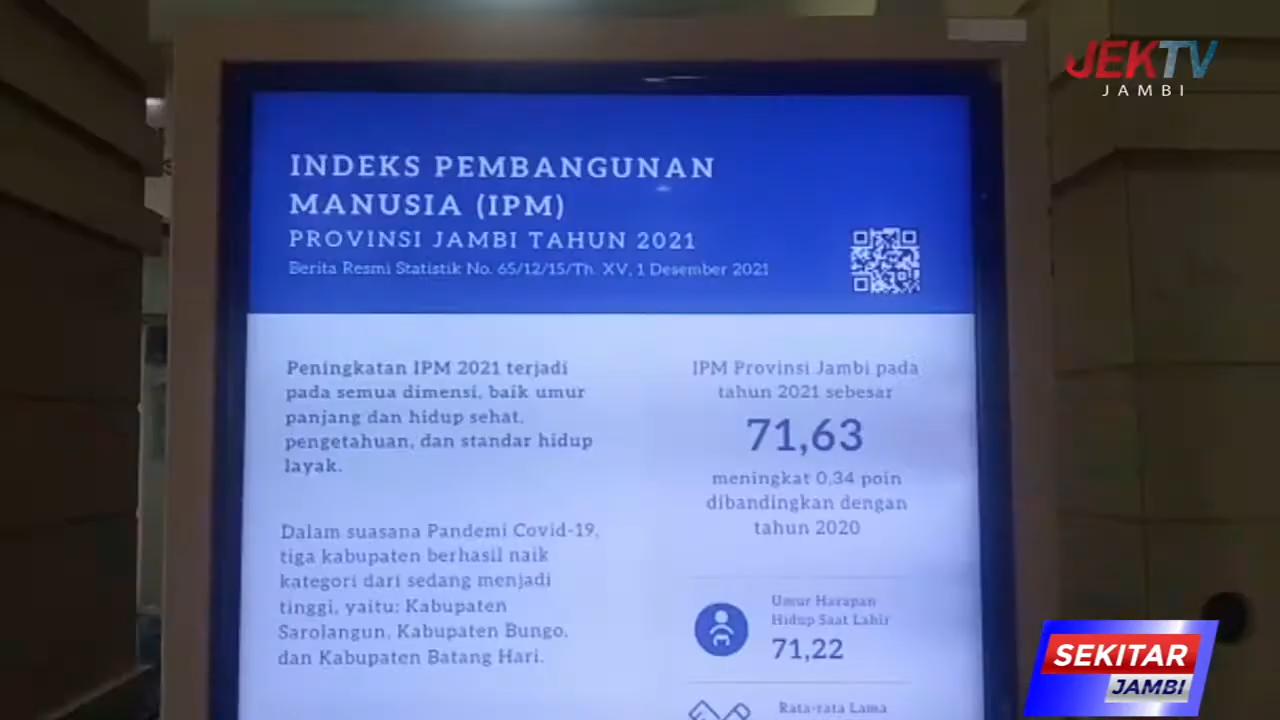 JEKTV
JAMBI
INDEKS PEMBANGUNAN
MANUSIA (IPM)
PROVINSI JAMBI TAHUN 2021
Berita Resmi Statistik No. 65/12/15/Th. XV, 1 Desember 2021
Peningkatan IPM 2021 terjadi
pada semua dimensi, baik umur
panjang dan hidup sehat,
pengetahuan, dan standar hidup
layak.
Dalam suasana Pandemi Covid-19,
tiga kabupaten berhasil naik
kategori dari sedang menjadi
tinggi, yaitu: Kabupaten
Sarolangun, Kabupaten Bungo,
dan Kabupaten Batang Hari.
IPM Provinsi Jambi pada
tahun 2021 sebesar
71,63
meningkat 0,34 poin
dibandingkan dengan
tahun 2020
Umur Harapan
Hidup Saat Lahir
71,22
Rata-rata Lama
SEKITAR
JAMBI